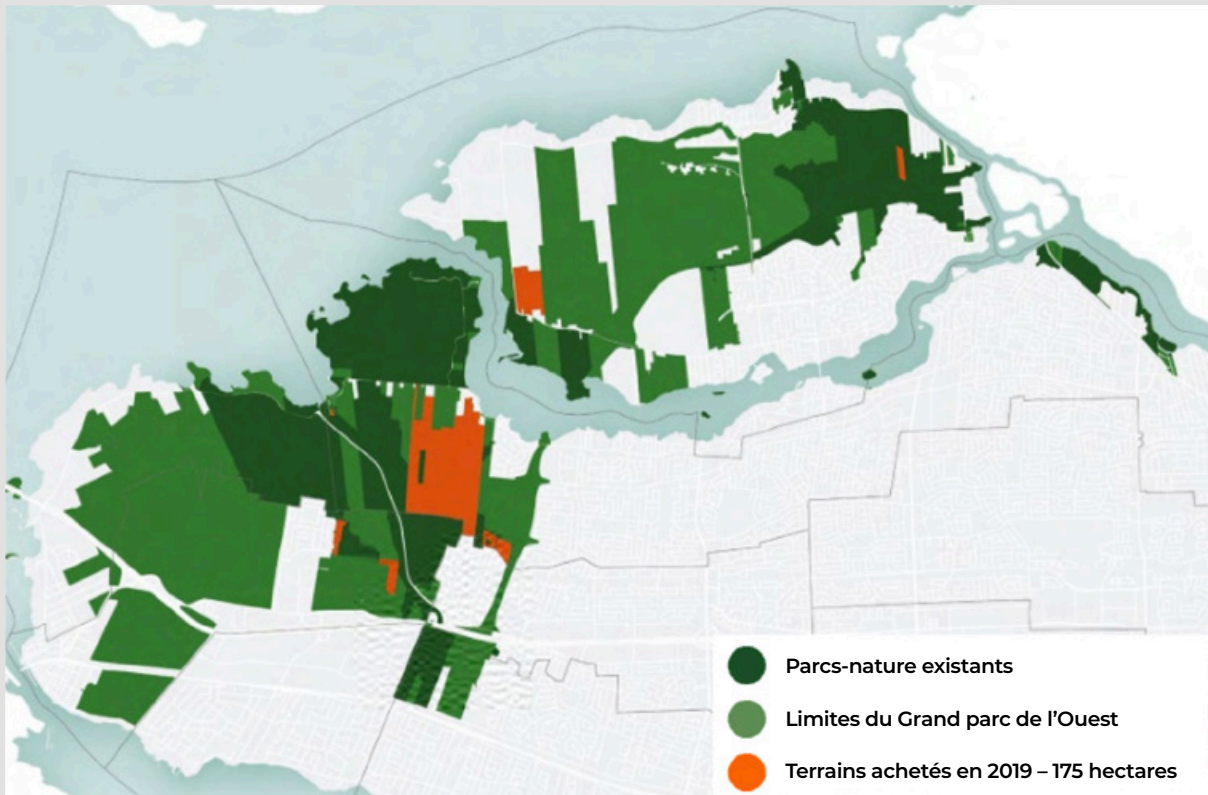 Parcs-nature existants
Limites du Grand parc de l’Ouest
Terrains achetés en 2019 – 175 hectares